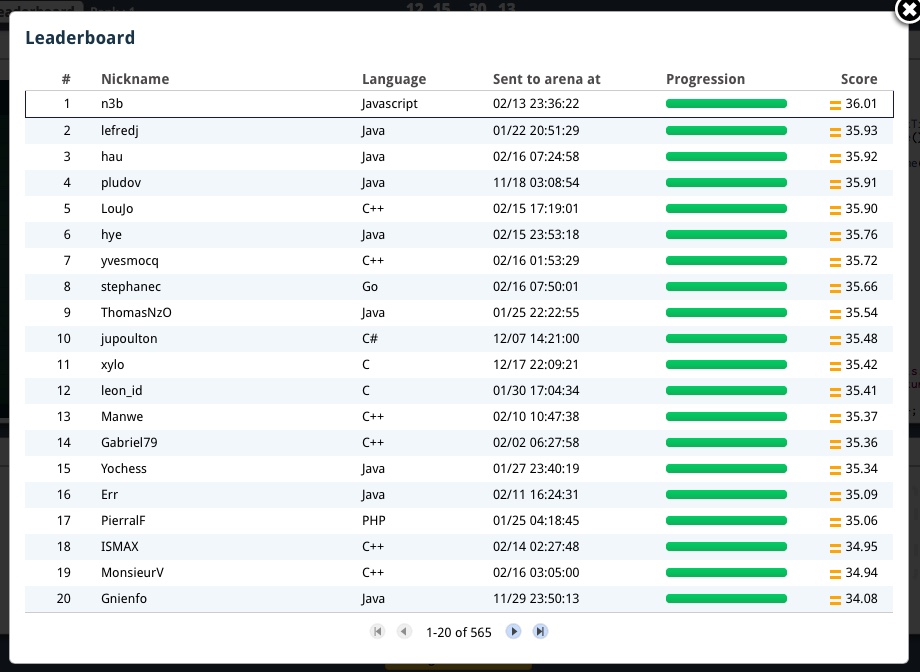 Leaderboard
# Nickname Language Sent to arena at Progression Score
1 n3b Javascript 02/13 23:36:22 36.01
2 lefredj Java 01/22 20:51:29 35.93
3 hau Java 02/16 07:24:58 35.92
4 pludov Java 11/18 03:08:54 35.91
5 LouJo C++ 02/15 17:19:01 35.90
6 hye Java 02/15 23:53:18 35.76
7 yvesmocq C++ 02/16 01:53:29 35.72
8 stephanec Go 02/16 07:50:01 35.66
9 ThomasNzO Java 01/25 22:22:55 35.54
10 jupoulton C# 12/07 14:21:00 35.48
11 xylo C 12/17 22:09:21 35.42
12 leon_id C 01/30 17:04:34 35.41
13 Manwe C++ 02/10 10:47:38 35.37
14 Gabriel79 C++ 02/02 06:27:58 35.36
15 Yochess Java 01/27 23:40:19 35.34
16 Err Java 02/11 16:24:31 35.09
17 PierralF PHP 01/25 04:18:45 35.06
18 ISMAX C++ 02/14 02:27:48 34.95
19 MonsieurV C++ 02/16 03:05:00 34.94
20 Gnienfo Java 11/29 23:50:13 34.08
1-20 of 565